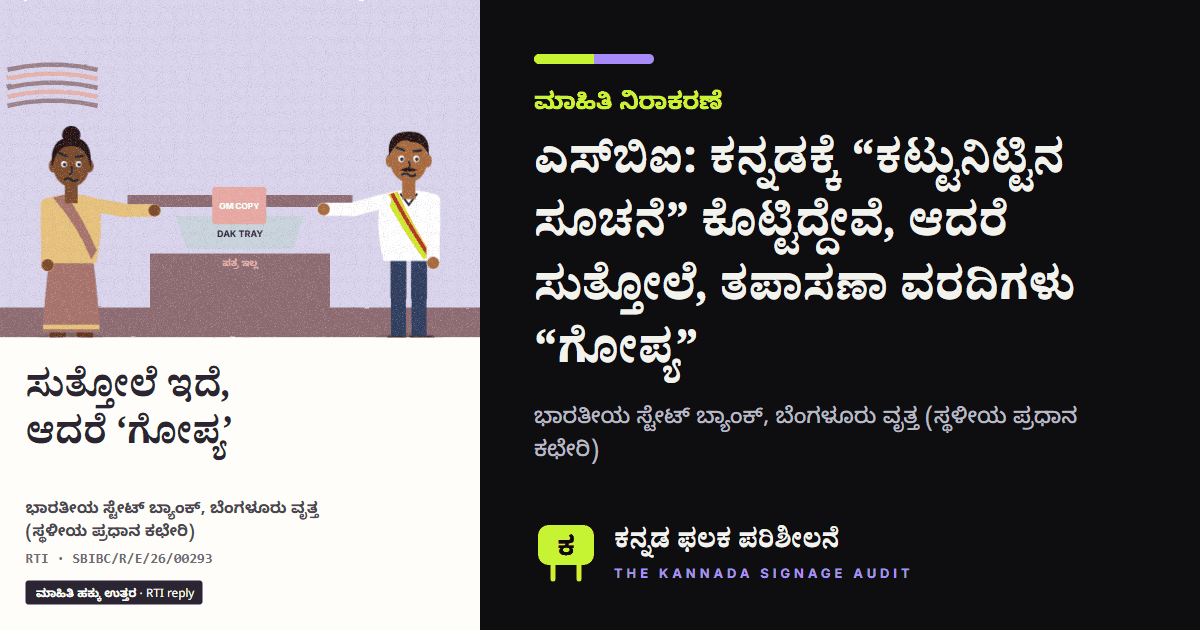 GM COPY
DAK TRAY
ಪತ್ರ ಇಲ್ಲ
ಸುತ್ತೋಲೆ ಇದೆ,
ಆದರೆ ‘ಗೋಪ್ಯ’
ಭಾರತೀಯ ಸ್ಟೇಟ್ ಬ್ಯಾಂಕ್, ಬೆಂಗಳೂರು ವೃತ್ತ
(ಸ್ಥಳೀಯ ಪ್ರಧಾನ ಕಛೇರಿ)
RTI · SBIBC/R/E/26/00293
ಮಾಹಿತಿ ಹಕ್ಕು ಉತ್ತರ · RTI reply
ಮಾಹಿತಿ ನಿರಾಕರಣೆ
ಎಸ್‌ಬಿಐ: ಕನ್ನಡಕ್ಕೆ “ಕಟ್ಟುನಿಟ್ಟಿನ
ಸೂಚನೆ” ಕೊಟ್ಟಿದ್ದೇವೆ, ಆದರೆ
ಸುತ್ತೋಲೆ, ತಪಾಸಣಾ ವರದಿಗಳು
“ಗೋಪ್ಯ”
ಭಾರತೀಯ ಸ್ಟೇಟ್ ಬ್ಯಾಂಕ್, ಬೆಂಗಳೂರು ವೃತ್ತ (ಸ್ಥಳೀಯ ಪ್ರಧಾನ
ಕಛೇರಿ)
ಕ
ಕನ್ನಡ ಫಲಕ ಪರಿಶೀಲನೆ
THE KANNADA SIGNAGE AUDIT